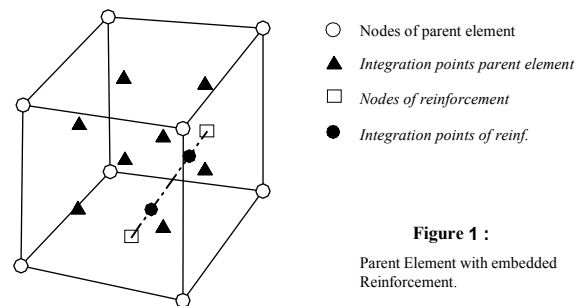 Nodes of parent element
Integration points parent element
Nodes of reinforcement
Integration points of reinf.
Figure 1 :
Parent Element with embedded
Reinforcement.